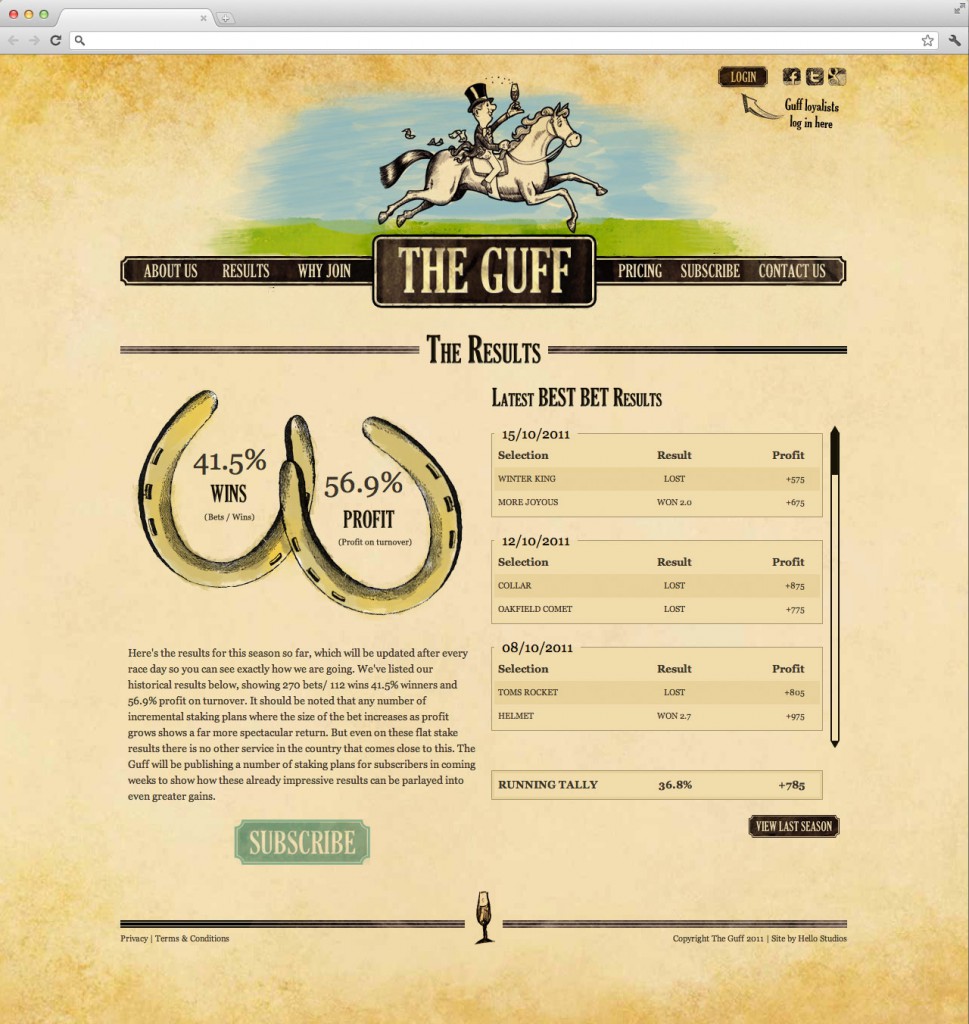 LOGIN
Guff loyalists
log in here
ABOUT US RESULTS WHY JOIN THE GUFF PRICING SUBSCRIBE CONTACT US
The Results
41.5%
WINS
(Bets / Wins)
56.9%
PROFIT
(Profit on turnover)
Here's the results for this season so far, which will be updated after every
race day so you can see exactly how we are going. We've listed our
historical results below, showing 270 bets/ 112 wins 41.5% winners and
56.9% profit on turnover. It should be noted that any number of
incremental staking plans where the size of the bet increases as profit
grows shows a far more spectacular return. But even on these flat stake
results there is no other service in the country that comes close to this. The
Guff will be publishing a number of staking plans for subscribers in coming
weeks to show how these already impressive results can be parlayed into
even greater gains.
SUBSCRIBE
Latest BEST BET Results
15/10/2011
Selection Result Profit
WINTER KING LOST +575
MORE JOYOUS WON 2.0 +675
12/10/2011
Selection Result Profit
COLLAR LOST +875
OAKFIELD COMET LOST +775
08/10/2011
Selection Result Profit
TOMS ROCKET LOST +805
HELMET WON 2.7 +975
RUNNING TALLY 36.8% +785
VIEW LAST SEASON
Privacy | Terms & Conditions
Copyright The Guff 2011 | Site by Hello Studios